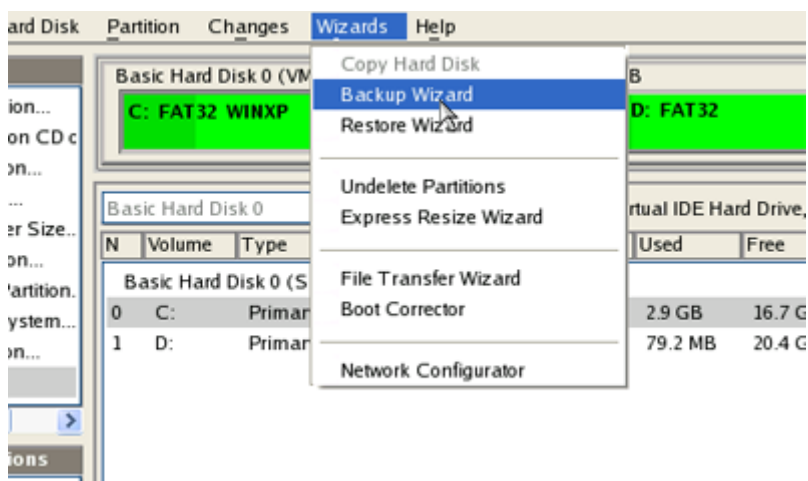 ard Disk Partition Changes Wizards Help
Basic Hard Disk 0 (VM
B
C: FAT32 WINXP
D: FAT32
Copy Hard Disk
Backup Wizard
Restore Wizard
Undelete Partitions
Express Resize Wizard
File Transfer Wizard
Boot Corrector
Network Configurator
ion...
on CD c
on...
...
er Size..
on...
Partition.
ystem...
on...
ions
Basic Hard Disk 0
rtual IDE Hard Drive,
N Volume Type Used Free
Basic Hard Disk 0 (S
0 C: Primar 2.9 GB 16.7 G
1 D: Primar 79.2 MB 20.4 G